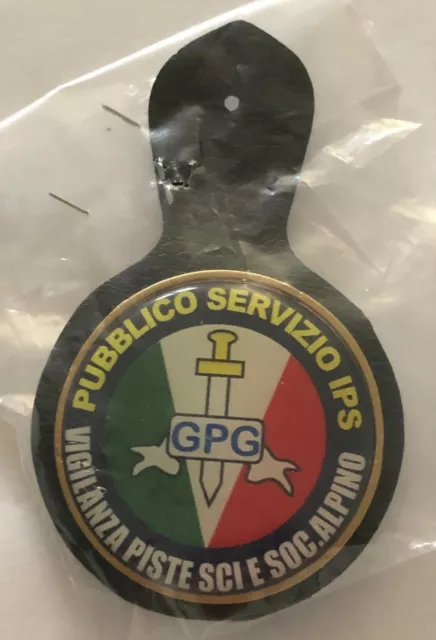 PUBBLICO SERVIZIO IPS
GPG
VIGILANZA PISTE SCI E SOC.ALPINO